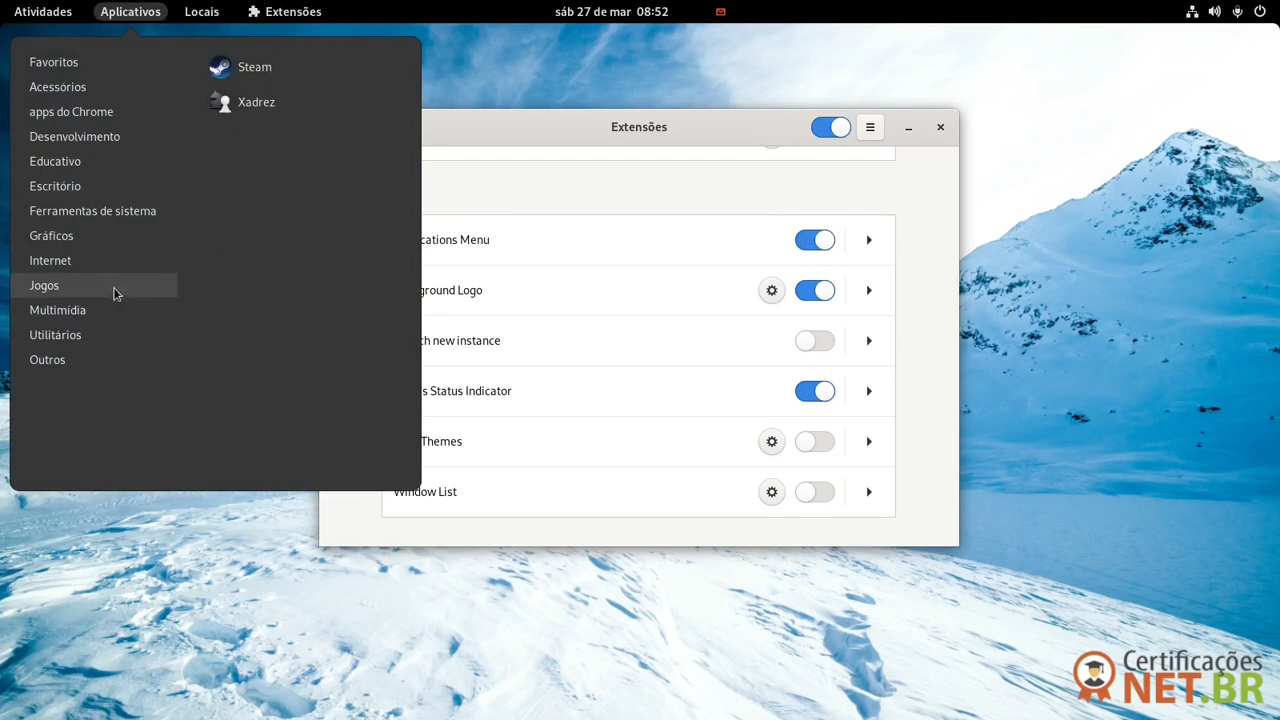 Atividades
Aplicativos
Locais
Extensões
sáb 27 de mar 08:52
Favoritos
Acessórios
apps do Chrome
Desenvolvimento
Educativo
Escritório
Ferramentas de sistema
Gráficos
Internet
Jogos
Multimídia
Utilitários
Outros
Steam
Xadrez
Extensões
cations Menu
ground Logo
ch new instance
s Status Indicator
Themes
Window List
Certificações
NET.BR